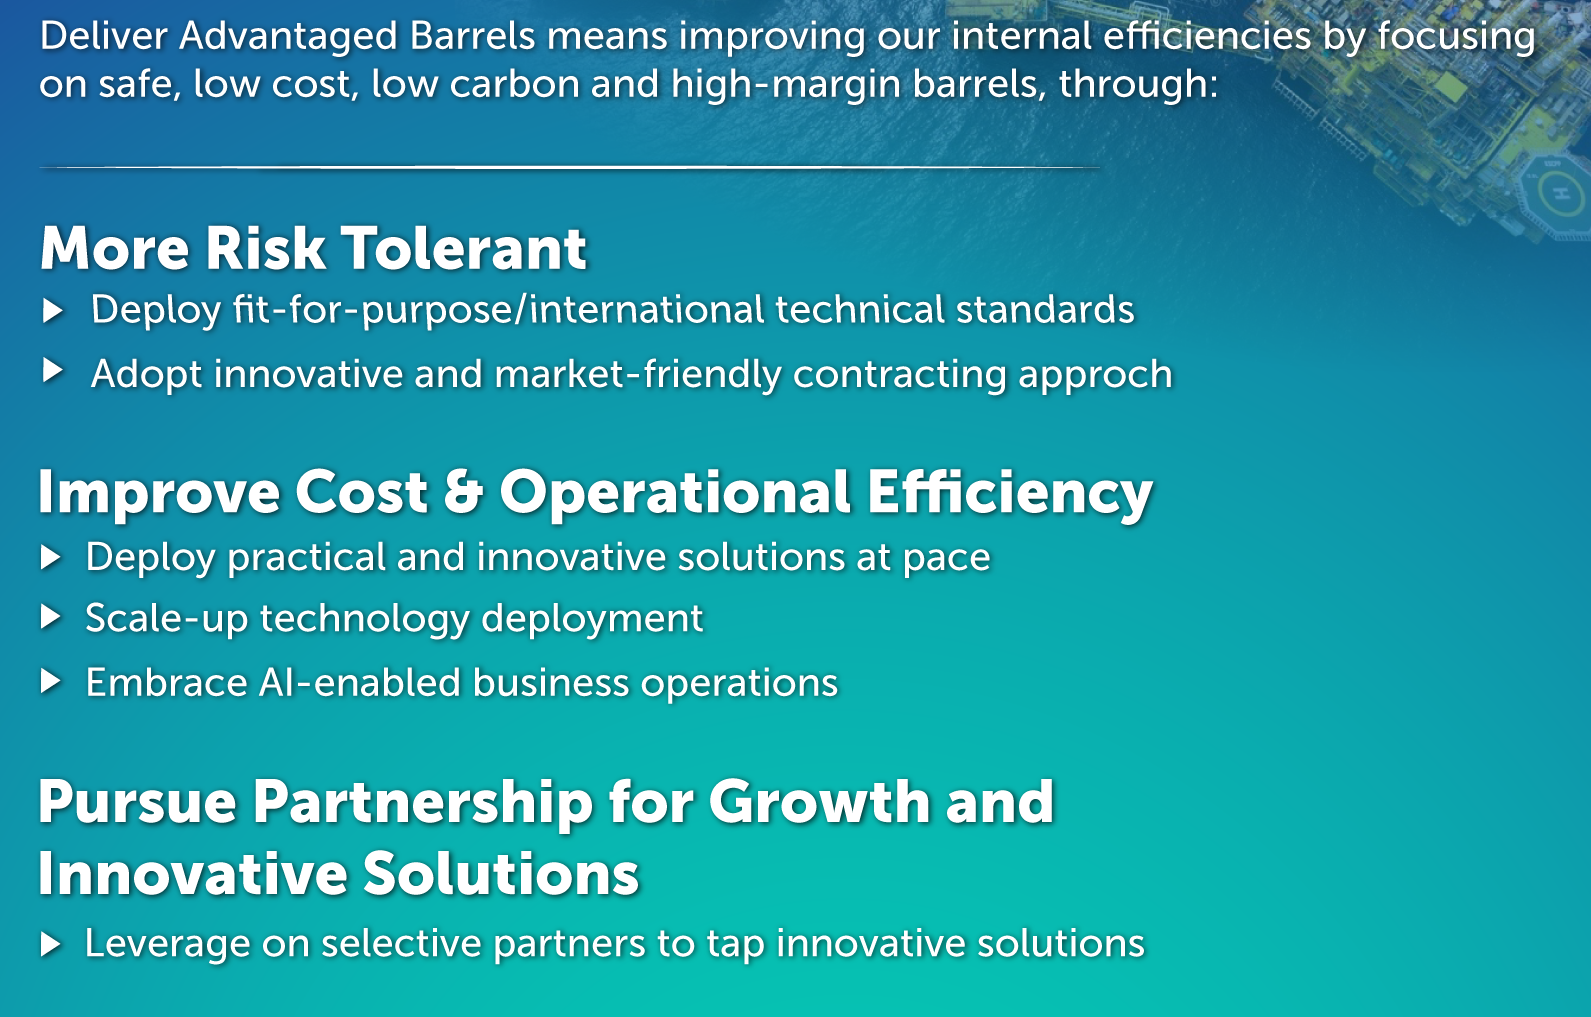 Deliver Advantaged Barrels means improving our internal efficiencies by focusing
on safe, low cost, low carbon and high-margin barrels, through:
More Risk Tolerant
Deploy fit-for-purpose/international technical standards
Adopt innovative and market-friendly contracting approch
Improve Cost & Operational Efficiency
Deploy practical and innovative solutions at pace
Scale-up technology deployment
Embrace AI-enabled business operations
Pursue Partnership for Growth and
Innovative Solutions
Leverage on selective partners to tap innovative solutions
H